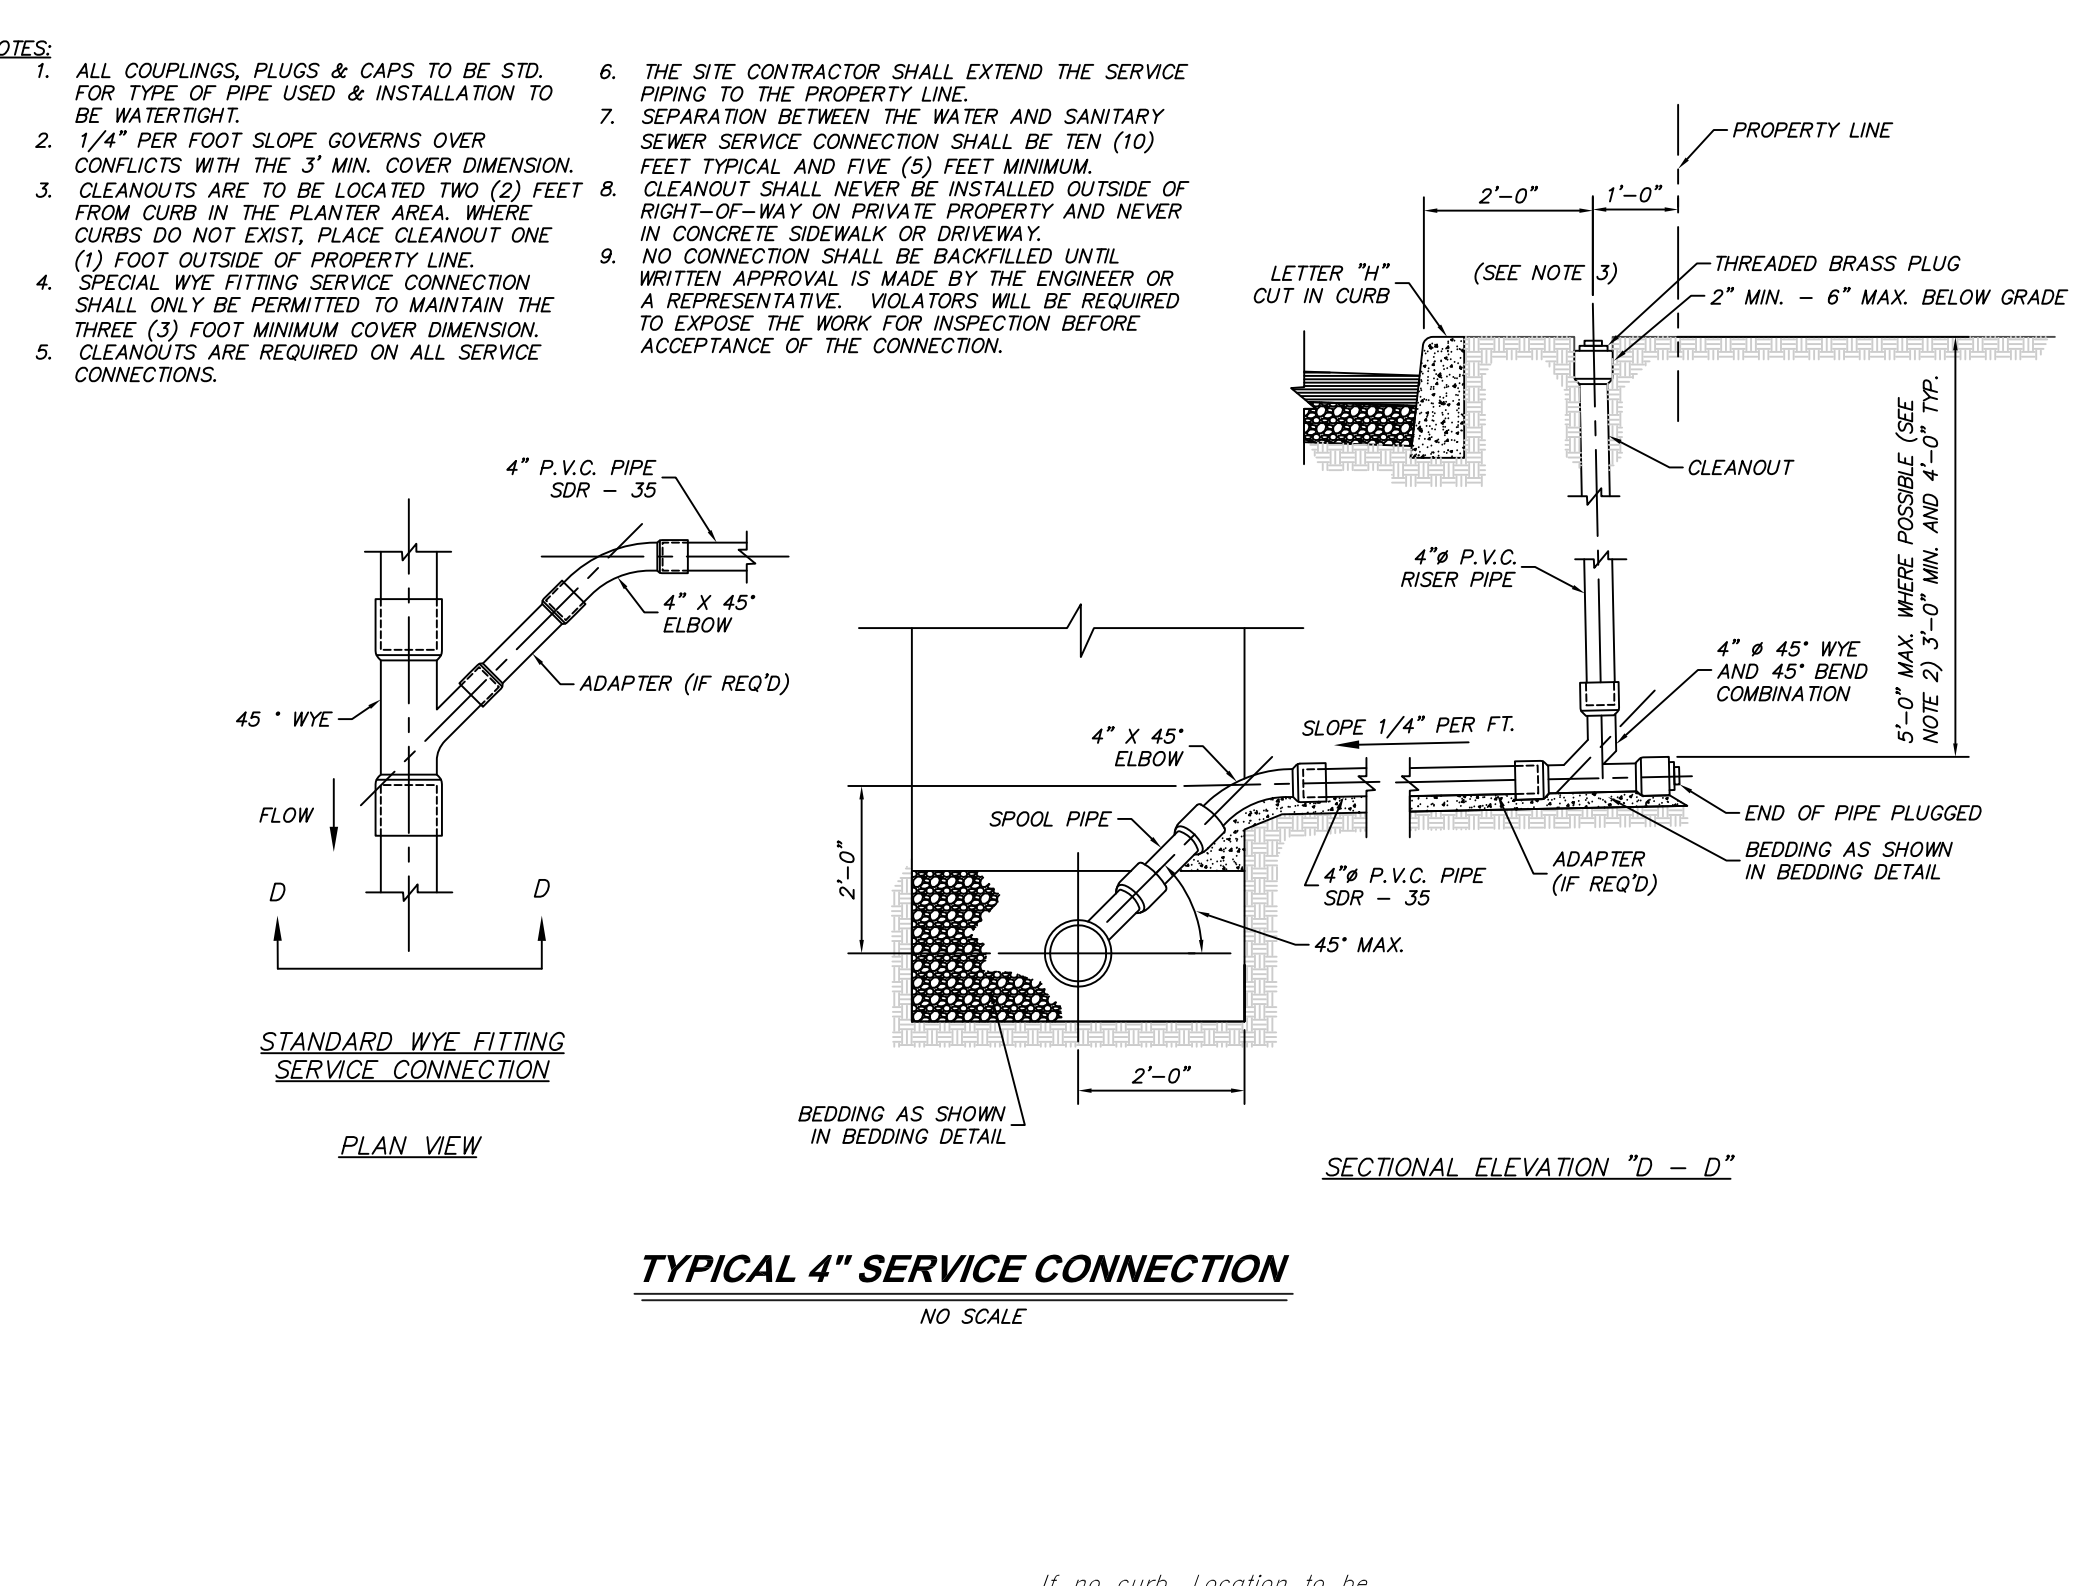 NOTES:
1. ALL COUPLINGS, PLUGS & CAPS TO BE STD.
FOR TYPE OF PIPE USED & INSTALLATION TO
BE WATERTIGHT.
2. 1/4" PER FOOT SLOPE GOVERNS OVER
CONFLICTS WITH THE 3' MIN. COVER DIMENSION.
3. CLEANOUTS ARE TO BE LOCATED TWO (2) FEET
FROM CURB IN THE PLANTER AREA. WHERE
CURBS DO NOT EXIST, PLACE CLEANOUT ONE
(1) FOOT OUTSIDE OF PROPERTY LINE.
4. SPECIAL WYE FITTING SERVICE CONNECTION
SHALL ONLY BE PERMITTED TO MAINTAIN THE
THREE (3) FOOT MINIMUM COVER DIMENSION.
5. CLEANOUTS ARE REQUIRED ON ALL SERVICE
CONNECTIONS.
6. THE SITE CONTRACTOR SHALL EXTEND THE SERVICE
PIPING TO THE PROPERTY LINE.
7. SEPARATION BETWEEN THE WATER AND SANITARY
SEWER SERVICE CONNECTION SHALL BE TEN (10)
FEET TYPICAL AND FIVE (5) FEET MINIMUM.
8. CLEANOUT SHALL NEVER BE INSTALLED OUTSIDE OF
RIGHT-OF-WAY ON PRIVATE PROPERTY AND NEVER
IN CONCRETE SIDEWALK OR DRIVEWAY.
9. NO CONNECTION SHALL BE BACKFILLED UNTIL
WRITTEN APPROVAL IS MADE BY THE ENGINEER OR
A REPRESENTATIVE. VIOLATORS WILL BE REQUIRED
TO EXPOSE THE WORK FOR INSPECTION BEFORE
ACCEPTANCE OF THE CONNECTION.
PROPERTY LINE
2'-0"
1'-0"
LETTER "H"
CUT IN CURB
(SEE NOTE 3)
THREADED BRASS PLUG
2" MIN. - 6" MAX. BELOW GRADE
CLEANOUT
5'-0" MAX. WHERE POSSIBLE (SEE
NOTE 2) 3'-0" MIN. AND 4'-0" TYP.
4"ø P.V.C.
RISER PIPE
4" ø 45° WYE
AND 45° BEND
COMBINATION
SLOPE 1/4" PER FT.
4" X 45°
ELBOW
SPOOL PIPE
2'-0"
4"ø P.V.C. PIPE
SDR - 35
ADAPTER
(IF REQ'D)
END OF PIPE PLUGGED
BEDDING AS SHOWN
IN BEDDING DETAIL
45° MAX.
2'-0"
BEDDING AS SHOWN
IN BEDDING DETAIL
SECTIONAL ELEVATION "D - D"
4" P.V.C. PIPE
SDR - 35
4" X 45°
ELBOW
ADAPTER (IF REQ'D)
45 ° WYE
FLOW
D
D
STANDARD WYE FITTING
SERVICE CONNECTION
PLAN VIEW
TYPICAL 4" SERVICE CONNECTION
NO SCALE
If no curb, Location to be